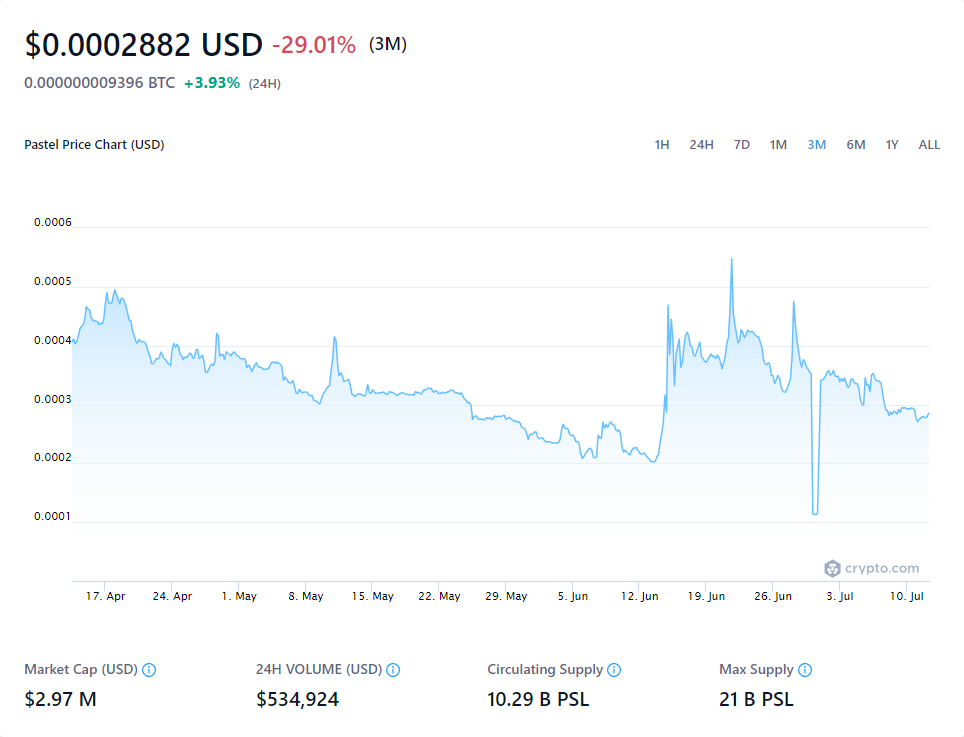 $0.0002882 USD -29.01% (3M)
0.000000009396 BTC +3.93% (24H)
Pastel Price Chart (USD) 1H 24H 7D 1M 3M 6M 1Y ALL
0.0006
0.0005
0.0004
0.0003
0.0002
0.0001
crypto.com
17. Apr 24. Apr 1. May 8. May 15. May 22. May 29. May 5. Jun 12. Jun 19. Jun 26. Jun 3. Jul 10. Jul
Market Cap (USD) 24H VOLUME (USD) Circulating Supply Max Supply
$2.97 M $534,924 10.29 B PSL 21 B PSL